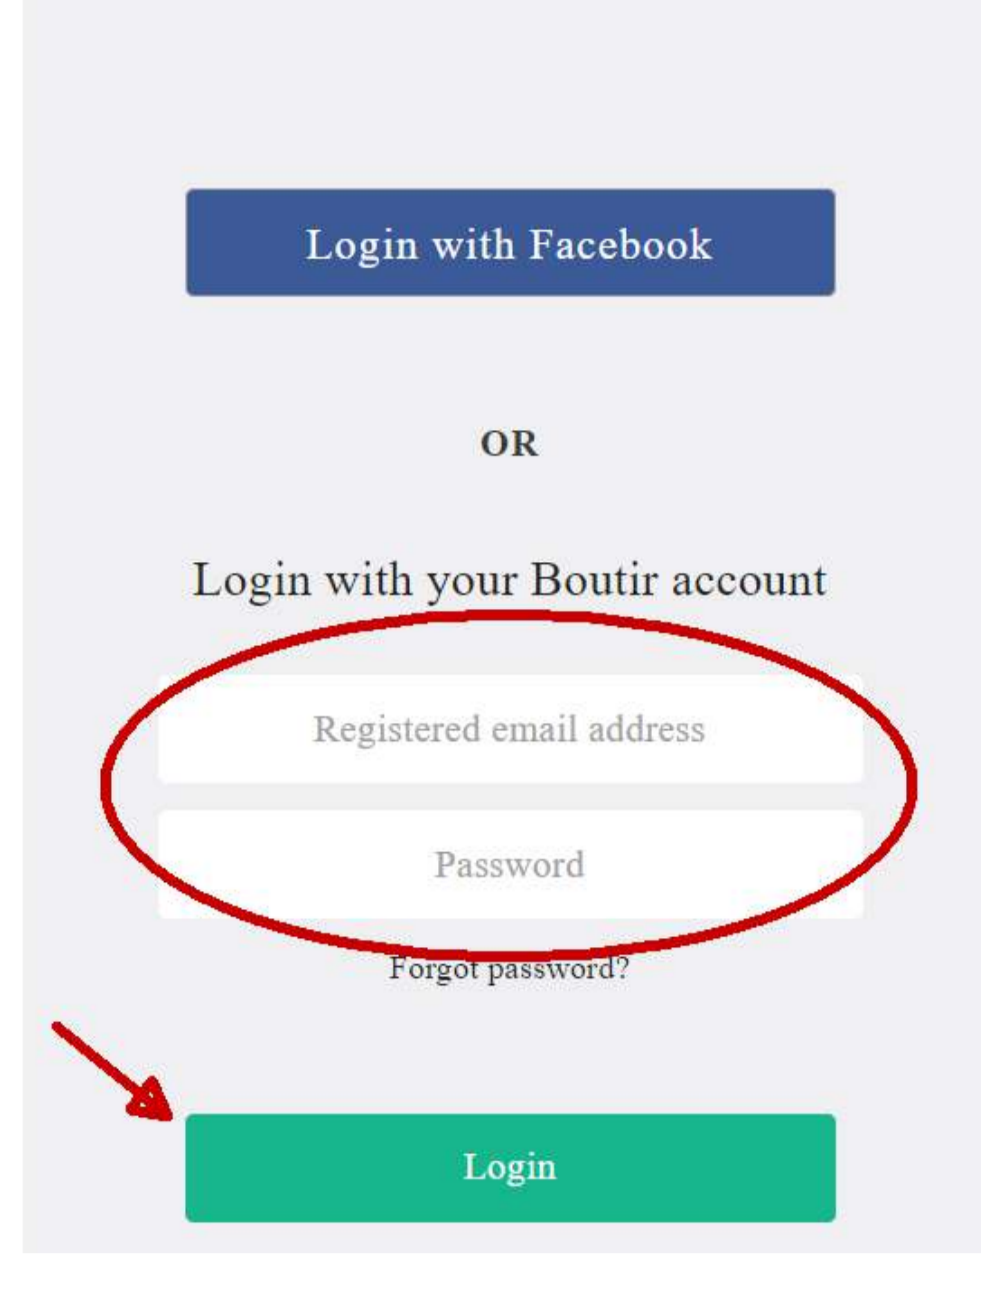 Login with Facebook
OR
Login with your Boutir account
Registered email address
Password
Forgot password?
Login